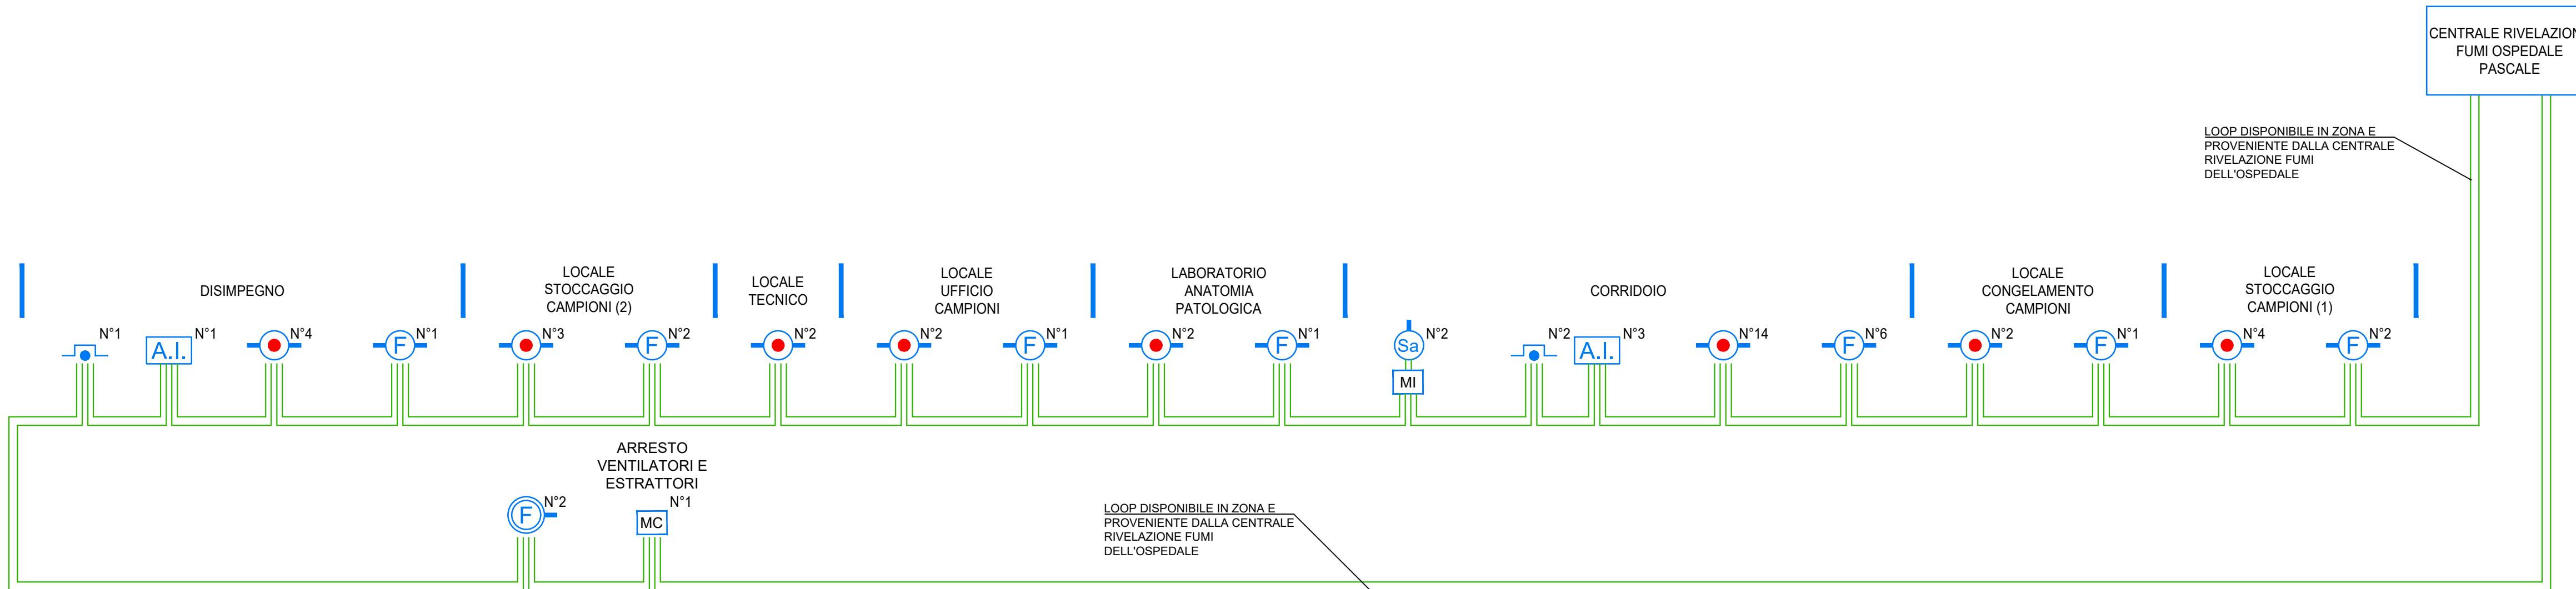 CENTRALE RIVELAZION
FUMI OSPEDALE
PASCALE
LOOP DISPONIBILE IN ZONA E
PROVENIENTE DALLA CENTRALE
RIVELAZIONE FUMI
DELL'OSPEDALE
DISIMPEGNO
LOCALE
STOCCAGGIO
CAMPIONI (2)
LOCALE
TECNICO
LOCALE
UFFICIO
CAMPIONI
LABORATORIO
ANATOMIA
PATOLOGICA
CORRIDOIO
LOCALE
CONGELAMENTO
CAMPIONI
LOCALE
STOCCAGGIO
CAMPIONI (1)
N°1
A.I. N°1
N°4
F N°1
N°3
F N°2
N°2
N°2
F N°1
N°2
F N°1
Sa N°2
MI
N°2
A.I. N°3
N°14
F N°6
N°2
F N°1
N°4
F N°2
F N°2
ARRESTO
VENTILATORI E
ESTRATTORI
N°1
MC
LOOP DISPONIBILE IN ZONA E
PROVENIENTE DALLA CENTRALE
RIVELAZIONE FUMI
DELL'OSPEDALE